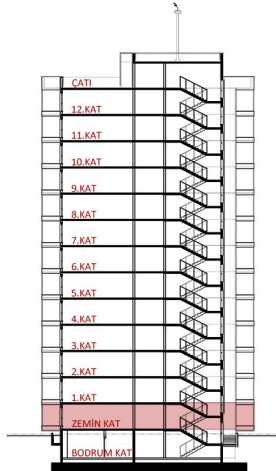 ÇATI
12.KAT
11.KAT
10.KAT
9.KAT
8.KAT
7.KAT
6.KAT
5.KAT
4.KAT
3.KAT
2.KAT
1.KAT
ZEMİN KAT
BODRUM KAT